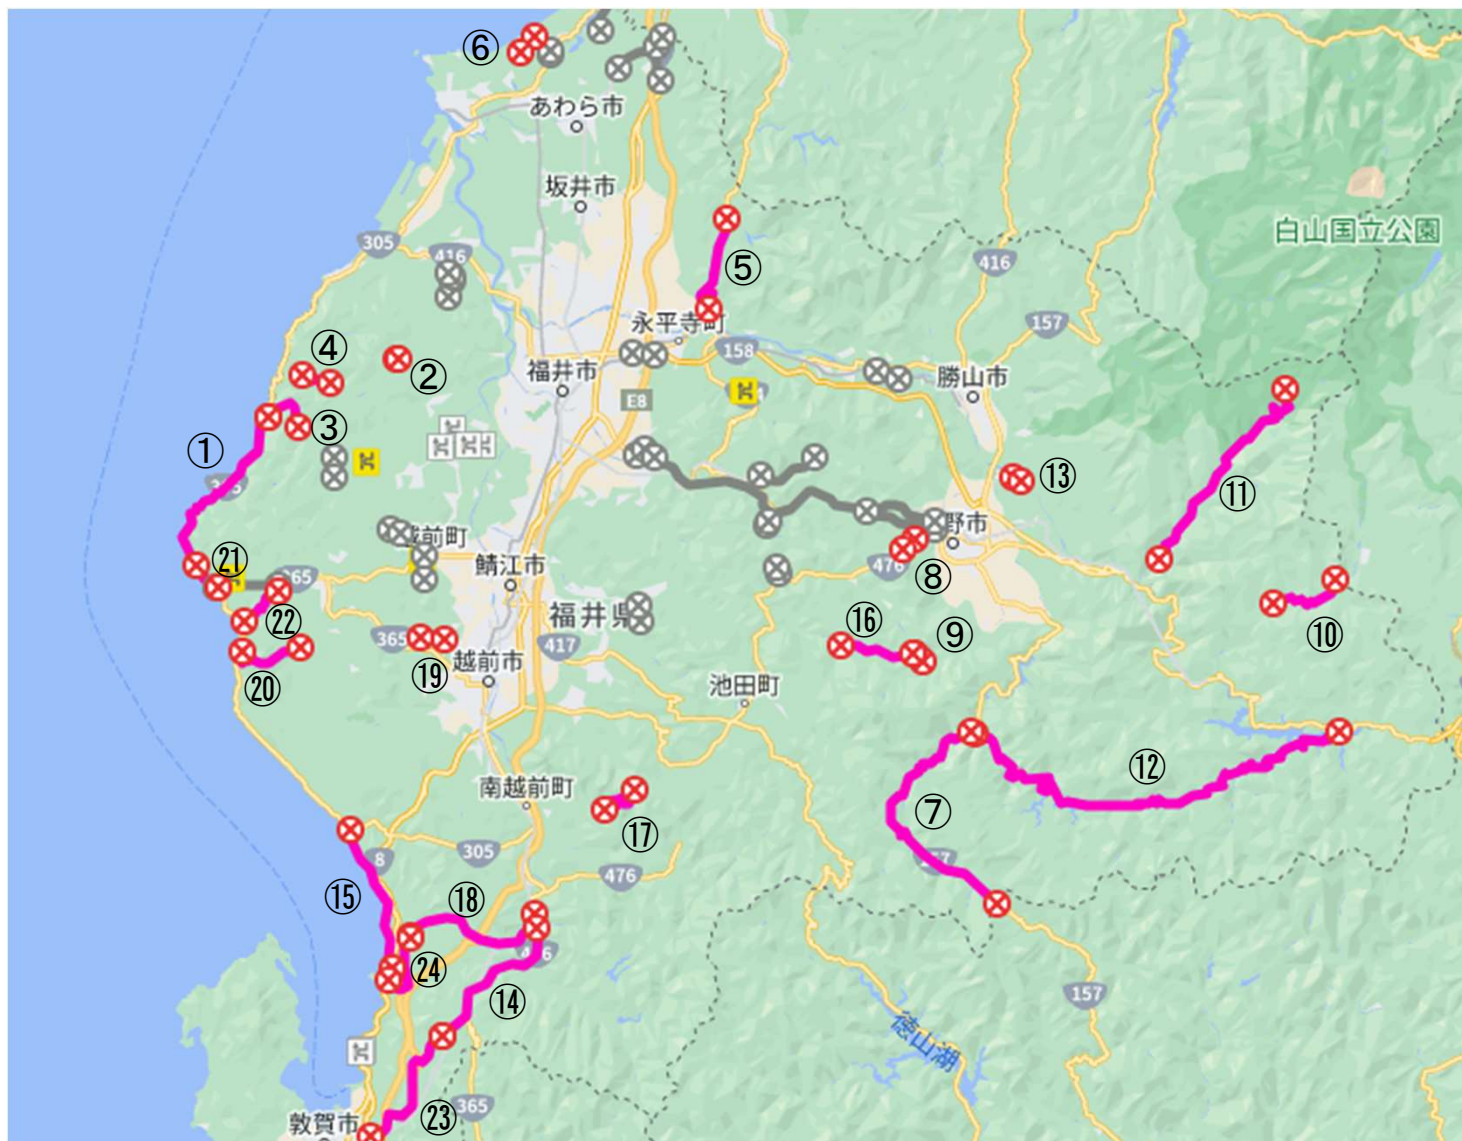 ⑥
あわら市
坂井市
白山国立公園
305
416
⑤
416
永平寺町
157
④
②
158
福井市
勝山市
E8
③
①
⑬
⑪
野市
㉑
前町
鯖江市
476
⑧
365
福井県
㉒
365
417
⑯
⑨
⑩
⑲
越前市
⑳
池田町
⑫
南越前町
⑦
⑰
8
305
476
⑮
⑱
㉔
⑭
157
徳山湖
㉓
365
敦賀市